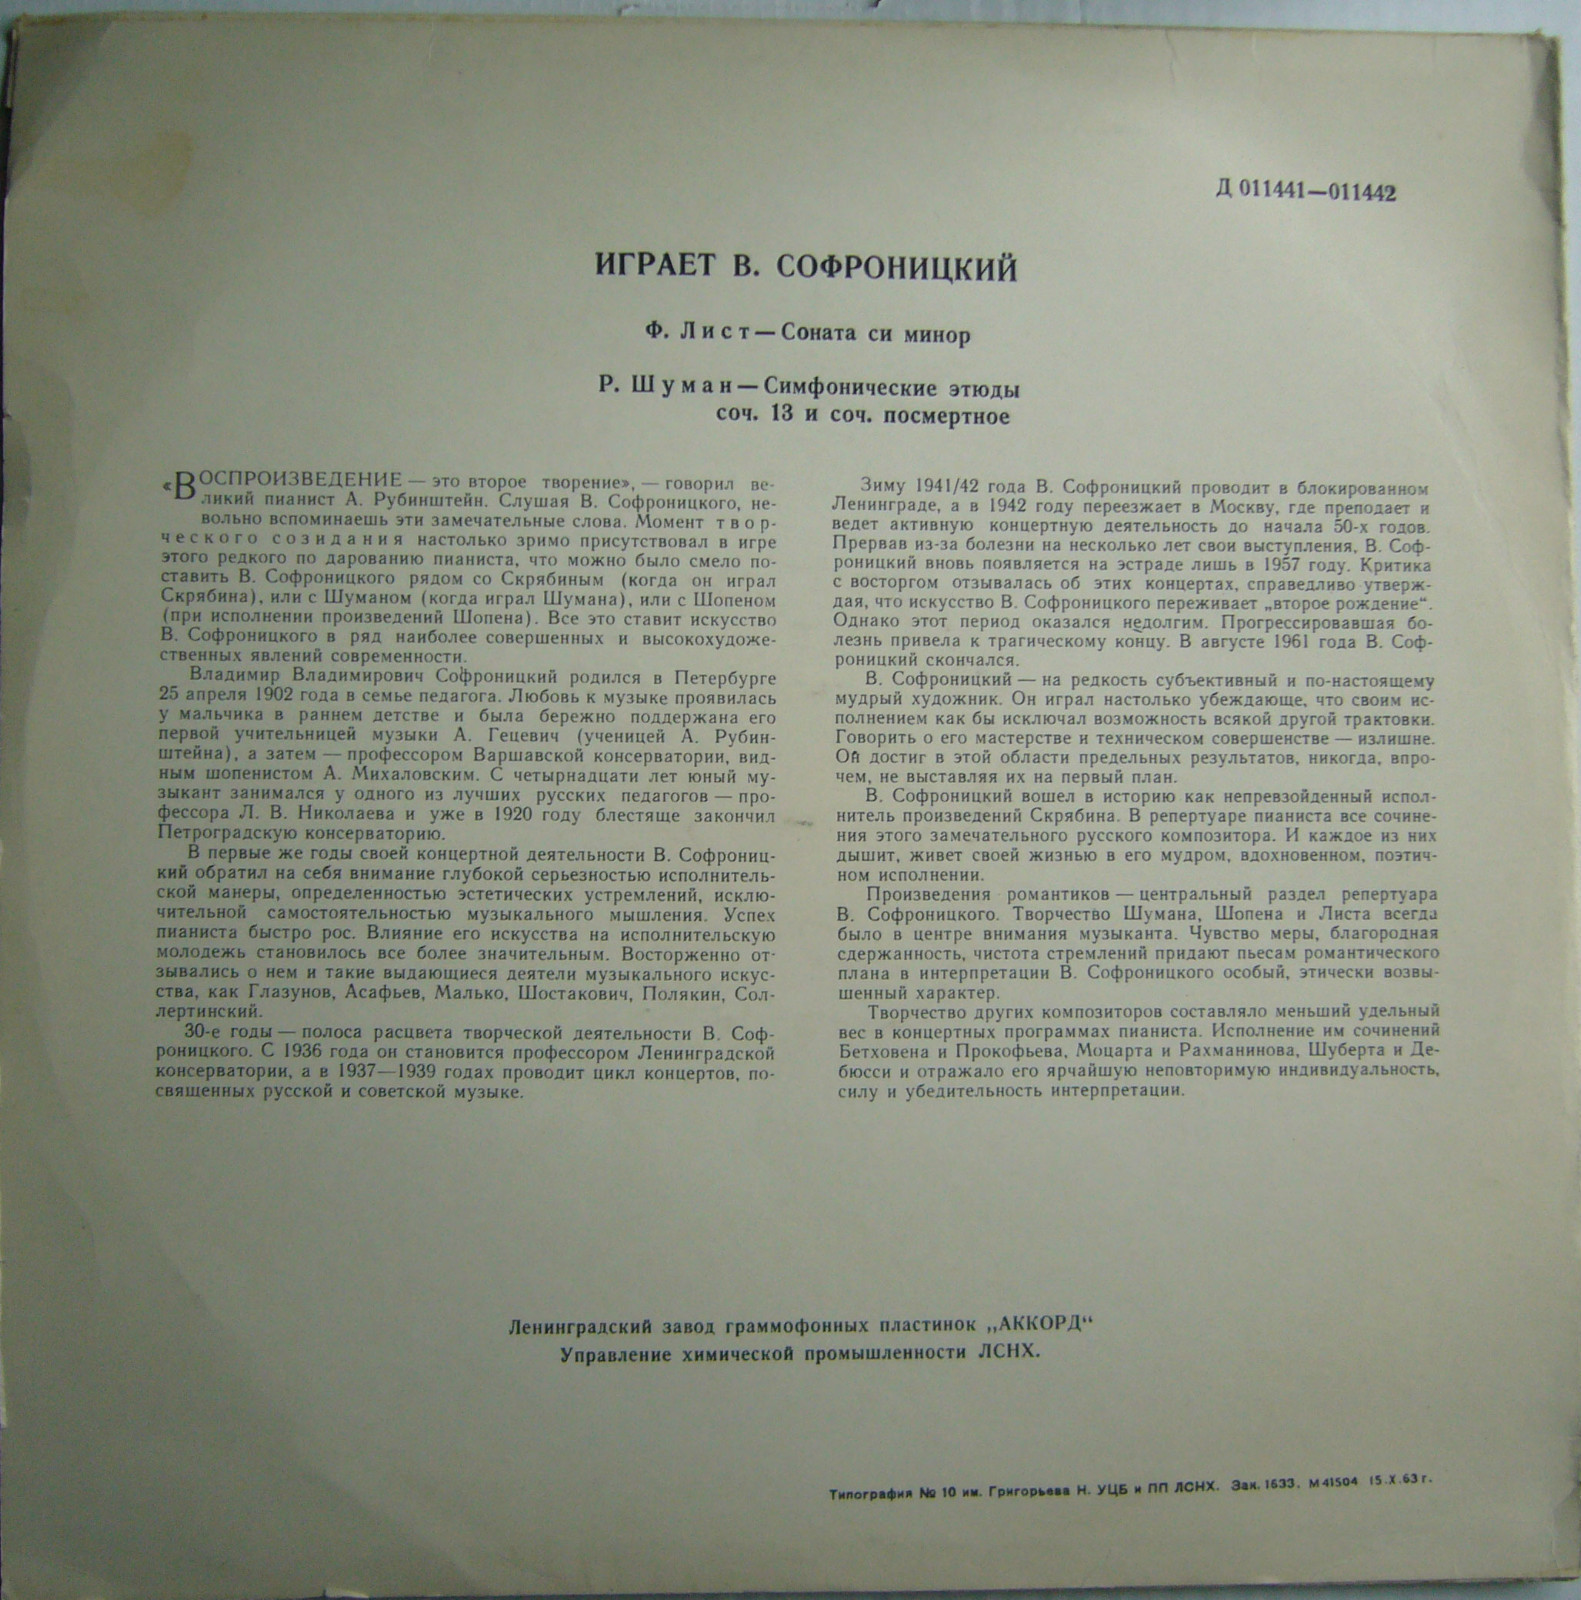 Д 011441—011442
ИГРАЕТ В. СОФРОНИЦКИЙ
Ф. Лист—Соната си минор
Р. Шуман—Симфонические этюды
соч. 13 и соч. посмертное
«ВОСПРОИЗВЕДЕНИЕ — это второе творение», — говорил ве-
ликий пианист А. Рубинштейн. Слушая В. Софроницкого, не-
вольно вспоминаешь эти замечательные слова. Момент твор-
ческого созидания настолько зримо присутствовал в игре
этого редкого по дарованию пианиста, что можно было смело по-
ставить В. Софроницкого рядом со Скрябиным (когда он играл
Скрябина), или с Шуманом (когда играл Шумана), или с Шопеном
(при исполнении произведений Шопена). Все это ставит искусство
В. Софроницкого в ряд наиболее совершенных и высокохудоже-
ственных явлений современности.
Владимир Владимирович Софроницкий родился в Петербурге
25 апреля 1902 года в семье педагога. Любовь к музыке проявилась
у мальчика в раннем детстве и была бережно поддержана его
первой учительницей музыки А. Гецевич (ученицей А. Рубин-
штейна), а затем — профессором Варшавской консерватории, вид-
ным шопенистом А. Михаловским. С четырнадцати лет юный му-
зыкант занимался у одного из лучших русских педагогов — про-
фессора Л. В. Николаева и уже в 1920 году блестяще закончил
Петроградскую консерваторию.
В первые же годы своей концертной деятельности В. Софрониц-
кий обратил на себя внимание глубокой серьезностью исполнитель-
ской манеры, определенностью эстетических устремлений, исклю-
чительной самостоятельностью музыкального мышления. Успех
пианиста быстро рос. Влияние его искусства на исполнительскую
молодежь становилось все более значительным. Восторженно от-
зывались о нем и такие выдающиеся деятели музыкального искус-
ства, как Глазунов, Асафьев, Малько, Шостакович, Полякин, Сол-
лертинский.
30-е годы — полоса расцвета творческой деятельности В. Соф-
роницкого. С 1936 года он становится профессором Ленинградской
консерватории, а в 1937—1939 годах проводит цикл концертов, по-
священных русской и советской музыке.
Зиму 1941/42 года В. Софроницкий проводит в блокированном
Ленинграде, а в 1942 году переезжает в Москву, где преподает и
ведет активную концертную деятельность до начала 50-х годов.
Прервав из-за болезни на несколько лет свои выступления, В. Соф-
роницкий вновь появляется на эстраде лишь в 1957 году. Критика
с восторгом отзывалась об этих концертах, справедливо утверж-
дая, что искусство В. Софроницкого переживает „второе рождение“.
Однако этот период оказался недолгим. Прогрессировавшая бо-
лезнь привела к трагическому концу. В августе 1961 года В. Соф-
роницкий скончался.
В. Софроницкий — на редкость субъективный и по-настоящему
мудрый художник. Он играл настолько убеждающе, что своим ис-
полнением как бы исключал возможность всякой другой трактовки.
Говорить о его мастерстве и техническом совершенстве — излишне.
Он достиг в этой области предельных результатов, никогда, впро-
чем, не выставляя их на первый план.
В. Софроницкий вошел в историю как непревзойденный испол-
нитель произведений Скрябина. В репертуаре пианиста все сочине-
ния этого замечательного русского композитора. И каждое из них
дышит, живет своей жизнью в его мудром, вдохновенном, поэтич-
ном исполнении.
Произведения романтиков — центральный раздел репертуара
В. Софроницкого. Творчество Шумана, Шопена и Листа всегда
было в центре внимания музыканта. Чувство меры, благородная
сдержанность, чистота стремлений придают пьесам романтического
плана в интерпретации В. Софроницкого особый, этически возвы-
шенный характер.
Творчество других композиторов составляло меньший удельный
вес в концертных программах пианиста. Исполнение им сочинений
Бетховена и Прокофьева, Моцарта и Рахманинова, Шуберта и Де-
бюсси и отражало его ярчайшую неповторимую индивидуальность,
силу и убедительность интерпретации.
Ленинградский завод граммофонных пластинок „АККОРД“
Управление химической промышленности ЛСНХ.
Типография № 10 им. Григорьева Н. УЦБ и ПП ЛСНХ. Зак. 1633. М 41504 15.X.63 г.